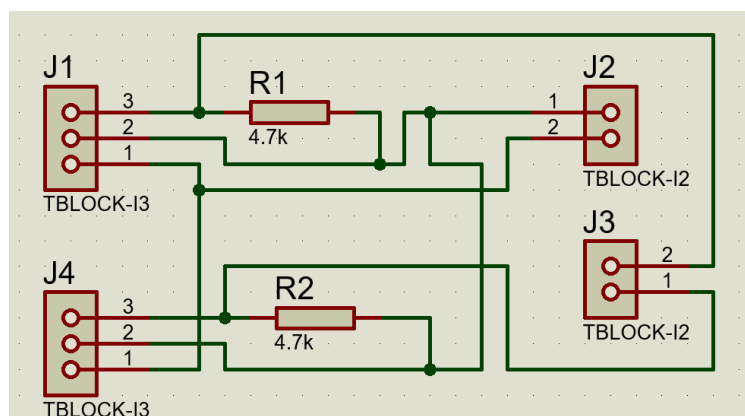 J1
3
2
1
TBLOCK-I3
R1
4.7k
J2
1
2
TBLOCK-I2
J3
2
1
TBLOCK-I2
J4
3
2
1
TBLOCK-I3
R2
4.7k